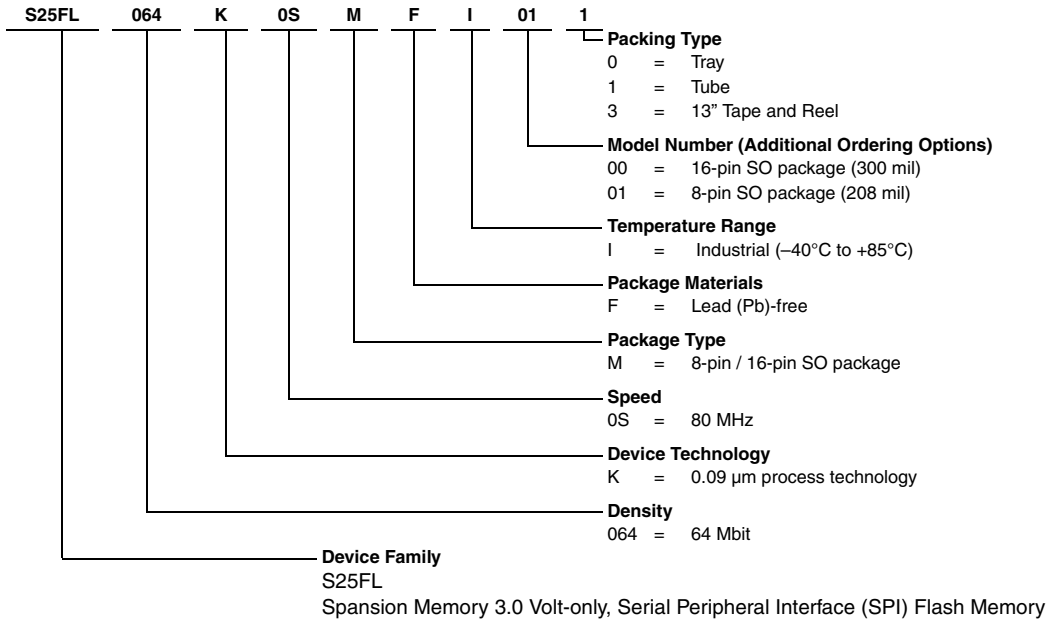 S25FL 064 K 0S M F I 01 1
Packing Type
0 = Tray
1 = Tube
3 = 13” Tape and Reel
Model Number (Additional Ordering Options)
00 = 16-pin SO package (300 mil)
01 = 8-pin SO package (208 mil)
Temperature Range
I = Industrial (–40°C to +85°C)
Package Materials
F = Lead (Pb)-free
Package Type
M = 8-pin / 16-pin SO package
Speed
0S = 80 MHz
Device Technology
K = 0.09 µm process technology
Density
064 = 64 Mbit
Device Family
S25FL
Spansion Memory 3.0 Volt-only, Serial Peripheral Interface (SPI) Flash Memory